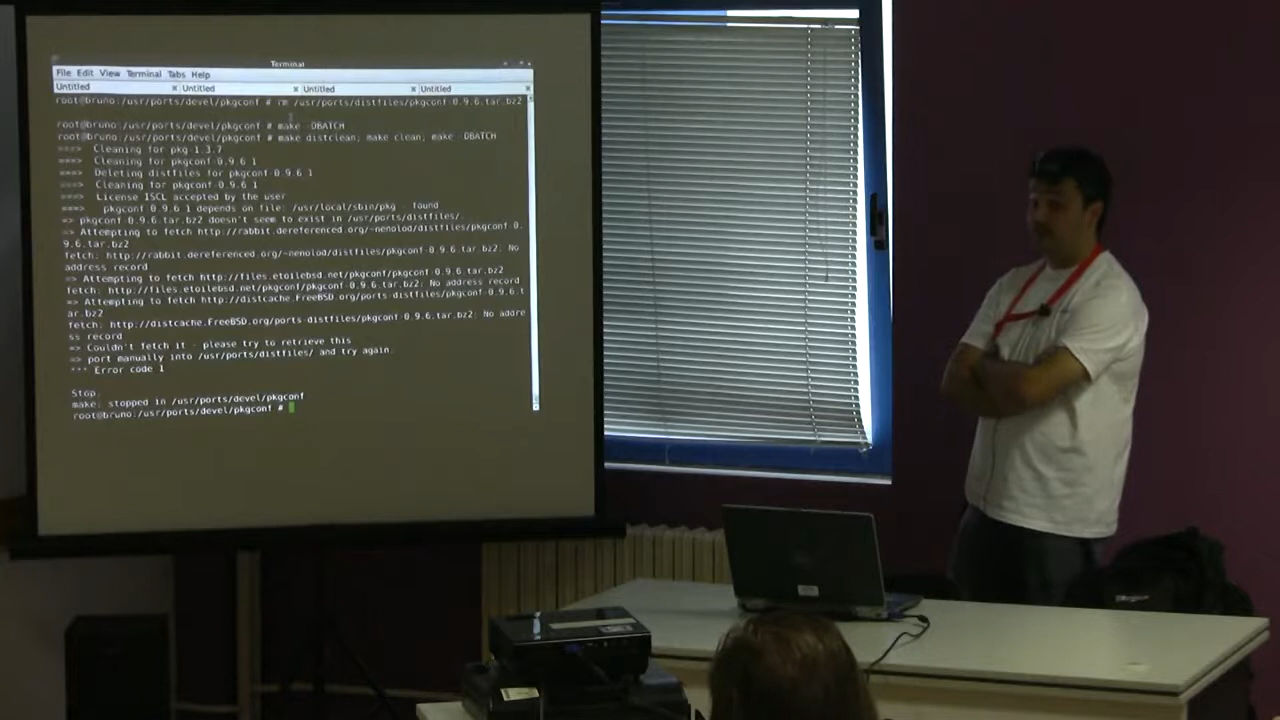 Terminal
File Edit View Terminal Tabs Help
Untitled Untitled Untitled Untitled
root@bruno:/usr/ports/devel/pkgconf # rm /usr/ports/distfiles/pkgconf-0.9.6.tar.bz2
root@bruno:/usr/ports/devel/pkgconf # make -DBATCH
root@bruno:/usr/ports/devel/pkgconf # make distclean; make clean; make -DBATCH
===> Cleaning for pkg-1.3.7
===> Cleaning for pkgconf-0.9.6_1
===> Deleting distfiles for pkgconf-0.9.6_1
===> Cleaning for pkgconf-0.9.6_1
===> License ISCL accepted by the user
===> pkgconf-0.9.6_1 depends on file: /usr/local/sbin/pkg - found
=> pkgconf-0.9.6.tar.bz2 doesn't seem to exist in /usr/ports/distfiles/.
=> Attempting to fetch http://rabbit.dereferenced.org/~nenolod/distfiles/pkgconf-0.
9.6.tar.bz2
fetch: http://rabbit.dereferenced.org/~nenolod/distfiles/pkgconf-0.9.6.tar.bz2: No
address record
=> Attempting to fetch http://files.etoilebsd.net/pkgconf/pkgconf-0.9.6.tar.bz2
fetch: http://files.etoilebsd.net/pkgconf/pkgconf-0.9.6.tar.bz2: No address record
=> Attempting to fetch http://distcache.FreeBSD.org/ports-distfiles/pkgconf-0.9.6.t
ar.bz2
fetch: http://distcache.FreeBSD.org/ports-distfiles/pkgconf-0.9.6.tar.bz2: No addre
ss record
=> Couldn't fetch it - please try to retrieve this
=> port manually into /usr/ports/distfiles/ and try again.
*** Error code 1
Stop.
make: stopped in /usr/ports/devel/pkgconf
root@bruno:/usr/ports/devel/pkgconf #